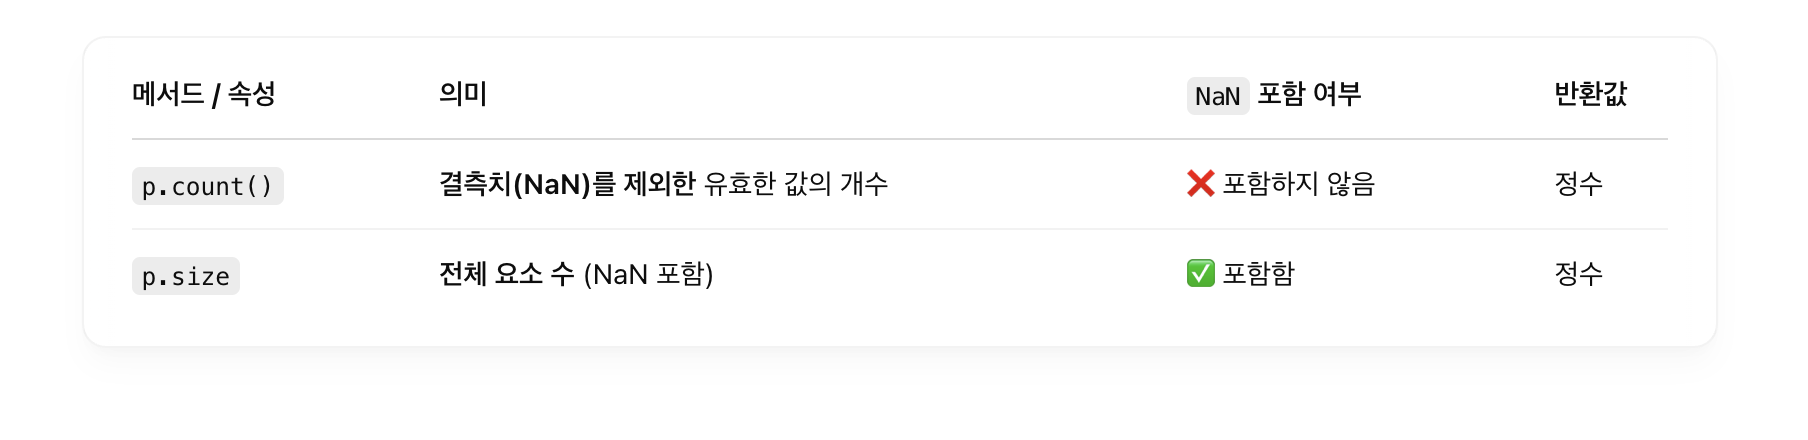 메서드 / 속성 의미 NaN 포함 여부 반환값
p.count() 결측치(NaN)를 제외한 유효한 값의 개수 ❌ 포함하지 않음 정수
p.size 전체 요소 수 (NaN 포함) ✅ 포함함 정수